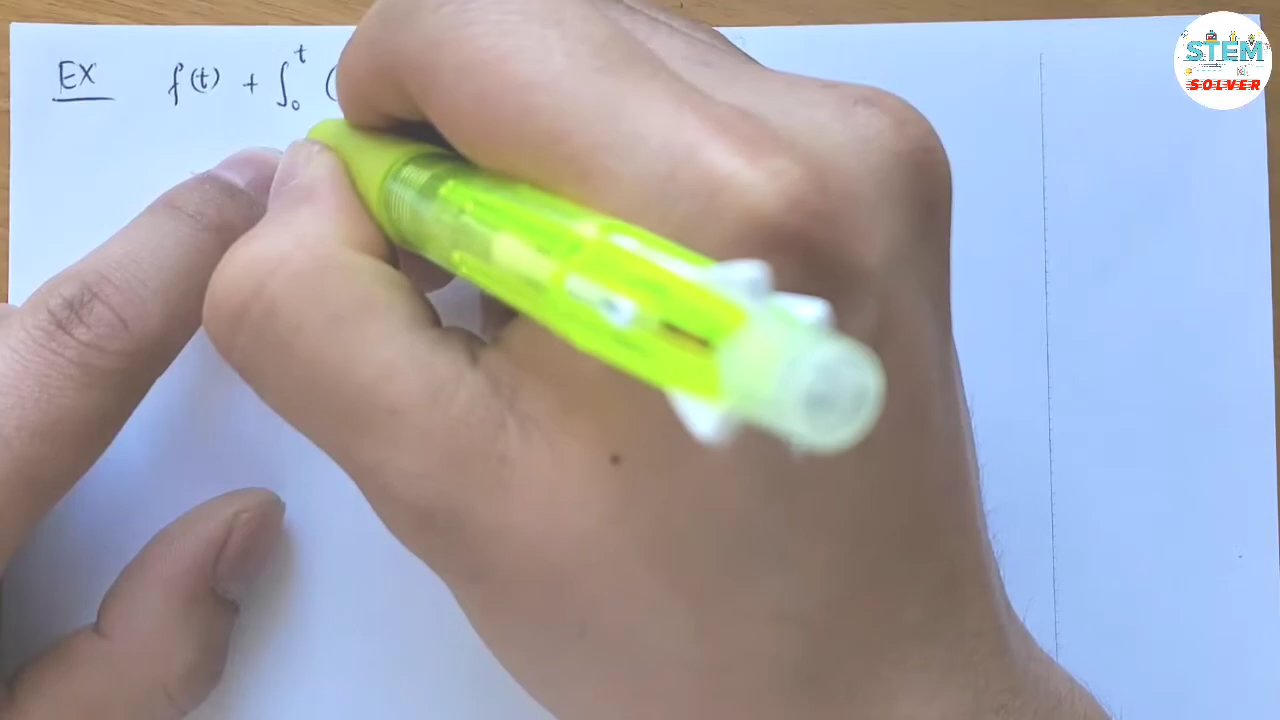 EX f(t) + ∫₀ᵗ (
STEM
SOLVER